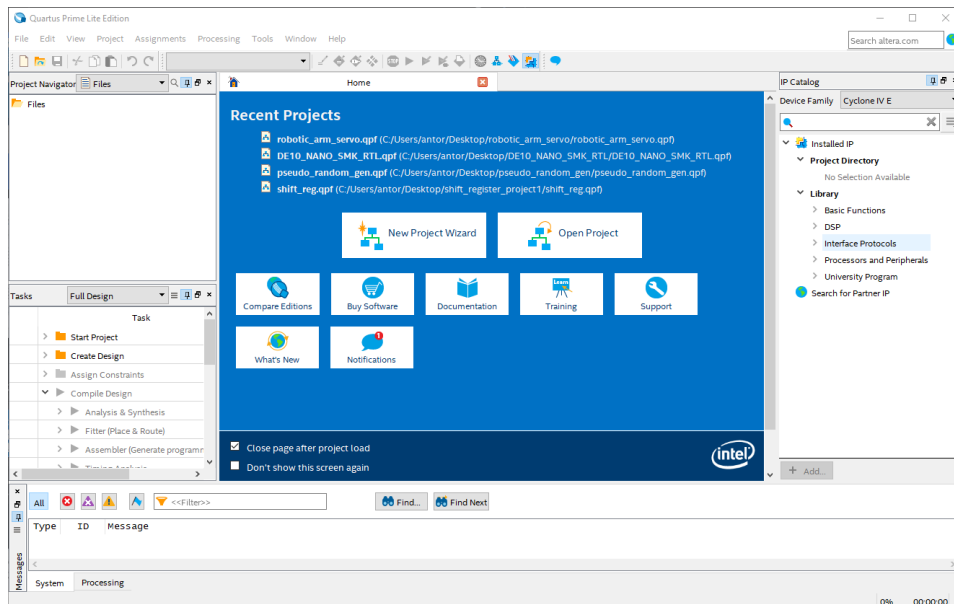 Quartus Prime Lite Edition
File Edit View Project Assignments Processing Tools Window Help
Search altera.com
Project Navigator Files
Home
IP Catalog
Files
Device Family Cyclone IV E
Recent Projects
robotic_arm_servo.qpf (C:/Users/antor/Desktop/robotic_arm_servo/robotic_arm_servo.qpf)
DE10_NANO_SMK_RTL.qpf (C:/Users/antor/Desktop/DE10_NANO_SMK_RTL/DE10_NANO_SMK_RTL.qpf)
pseudo_random_gen.qpf (C:/Users/antor/Desktop/pseudo_random_gen/pseudo_random_gen.qpf)
shift_reg.qpf (C:/Users/antor/Desktop/shift_register_project1/shift_reg.qpf)
New Project Wizard
Open Project
Compare Editions
Buy Software
Documentation
Learn
Training
Support
What's New
1
Notifications
Close page after project load
Don't show this screen again
intel
Installed IP
Project Directory
No Selection Available
Library
Basic Functions
DSP
Interface Protocols
Processors and Peripherals
University Program
Search for Partner IP
+ Add...
Tasks Full Design
Task
Start Project
Create Design
Assign Constraints
Compile Design
Analysis & Synthesis
Fitter (Place & Route)
Assembler (Generate programm
Timing Analysis
All
<<Filter>>
Find...
Find Next
Type ID Message
Messages
System Processing
0% 00:00:00